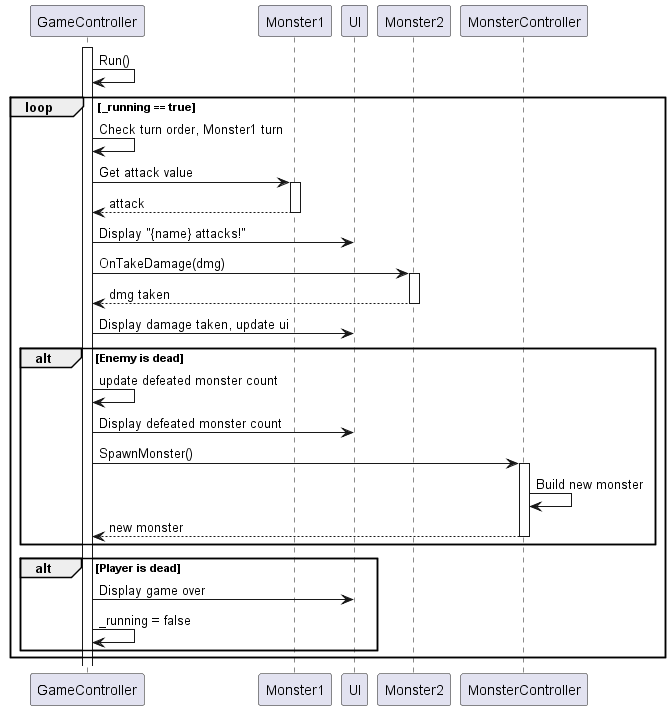 GameController Monster1 UI Monster2 MonsterController
Run()
loop [_running == true]
Check turn order, Monster1 turn
Get attack value
attack
Display "{name} attacks!"
OnTakeDamage(dmg)
dmg taken
Display damage taken, update ui
alt [Enemy is dead]
update defeated monster count
Display defeated monster count
SpawnMonster()
Build new monster
new monster
alt [Player is dead]
Display game over
_running = false
GameController Monster1 UI Monster2 MonsterController